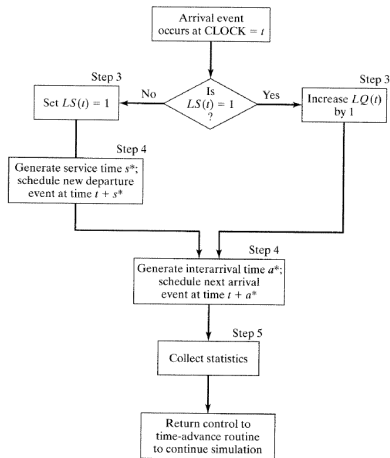 Arrival event
occurs at CLOCK = t
Step 3
No
Is
LS(t) = 1
?
Yes
Step 3
Set LS(t) = 1
Increase LQ(t)
by 1
Step 4
Generate service time s*;
schedule new departure
event at time t + s*
Step 4
Generate interarrival time a*;
schedule next arrival
event at time t + a*
Step 5
Collect statistics
Return control to
time-advance routine
to continue simulation